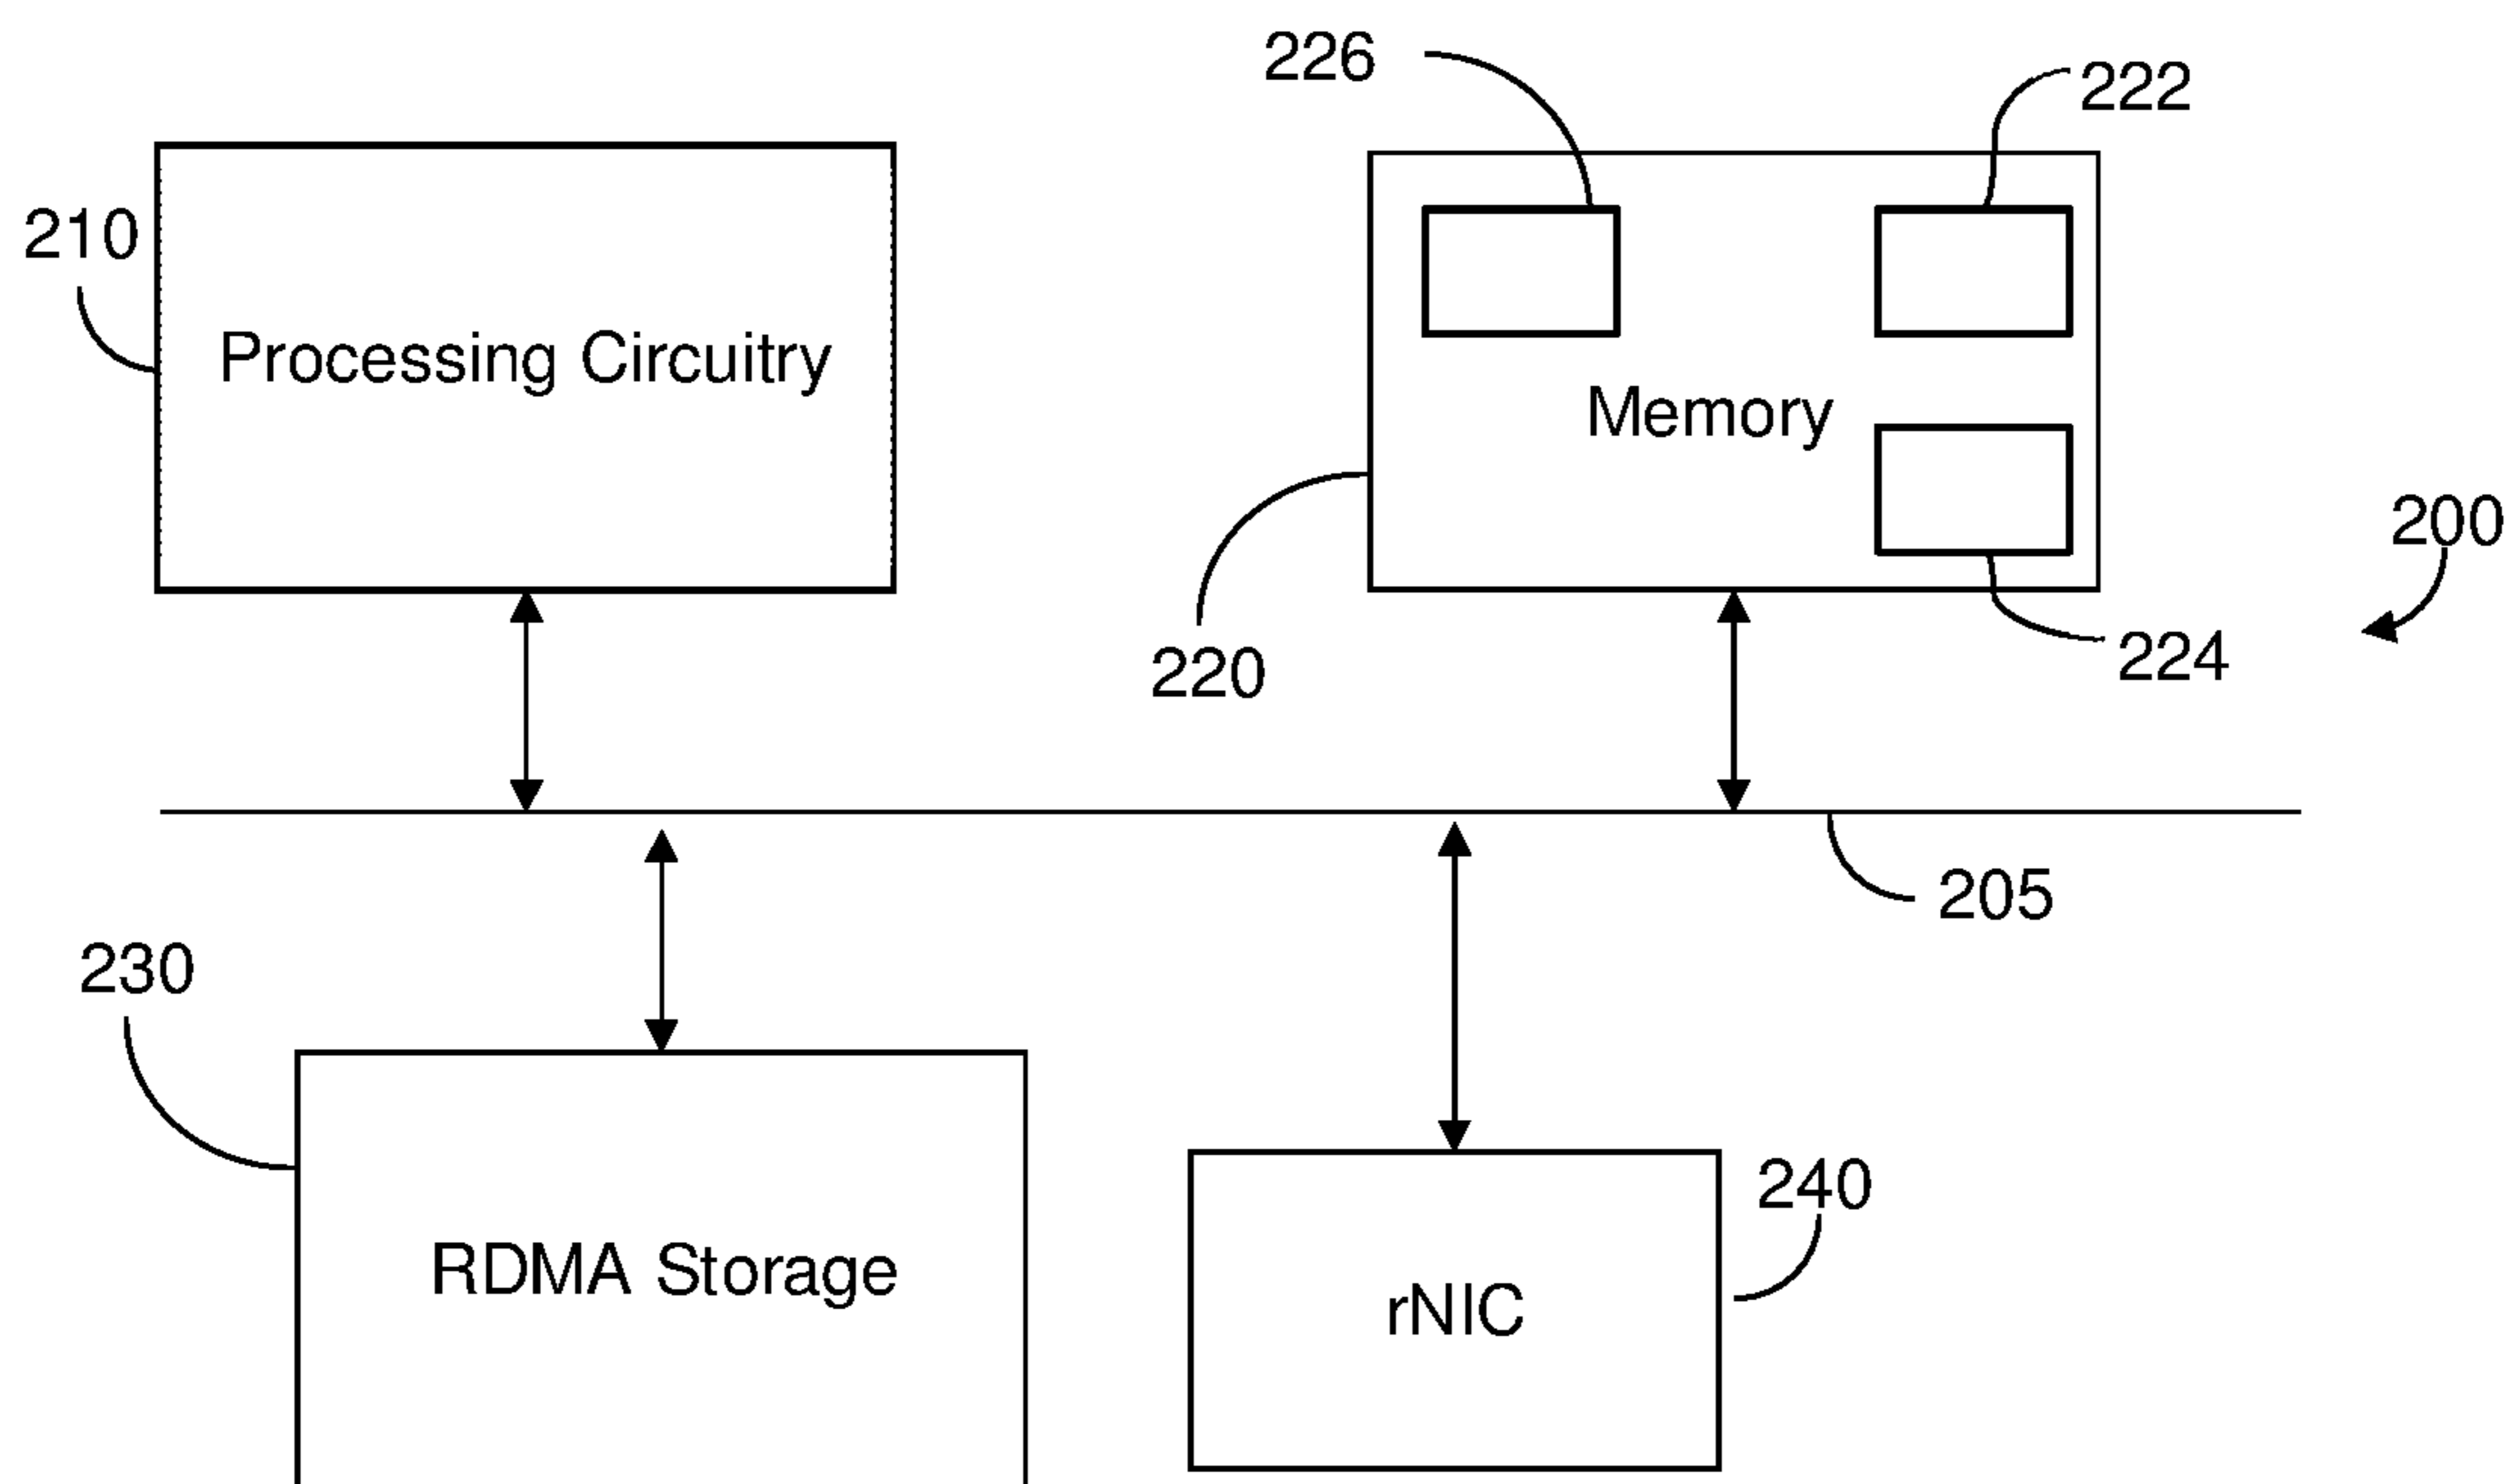 226
222
210
Processing Circuitry
Memory
200
220
224
205
230
240
RDMA Storage
rNIC